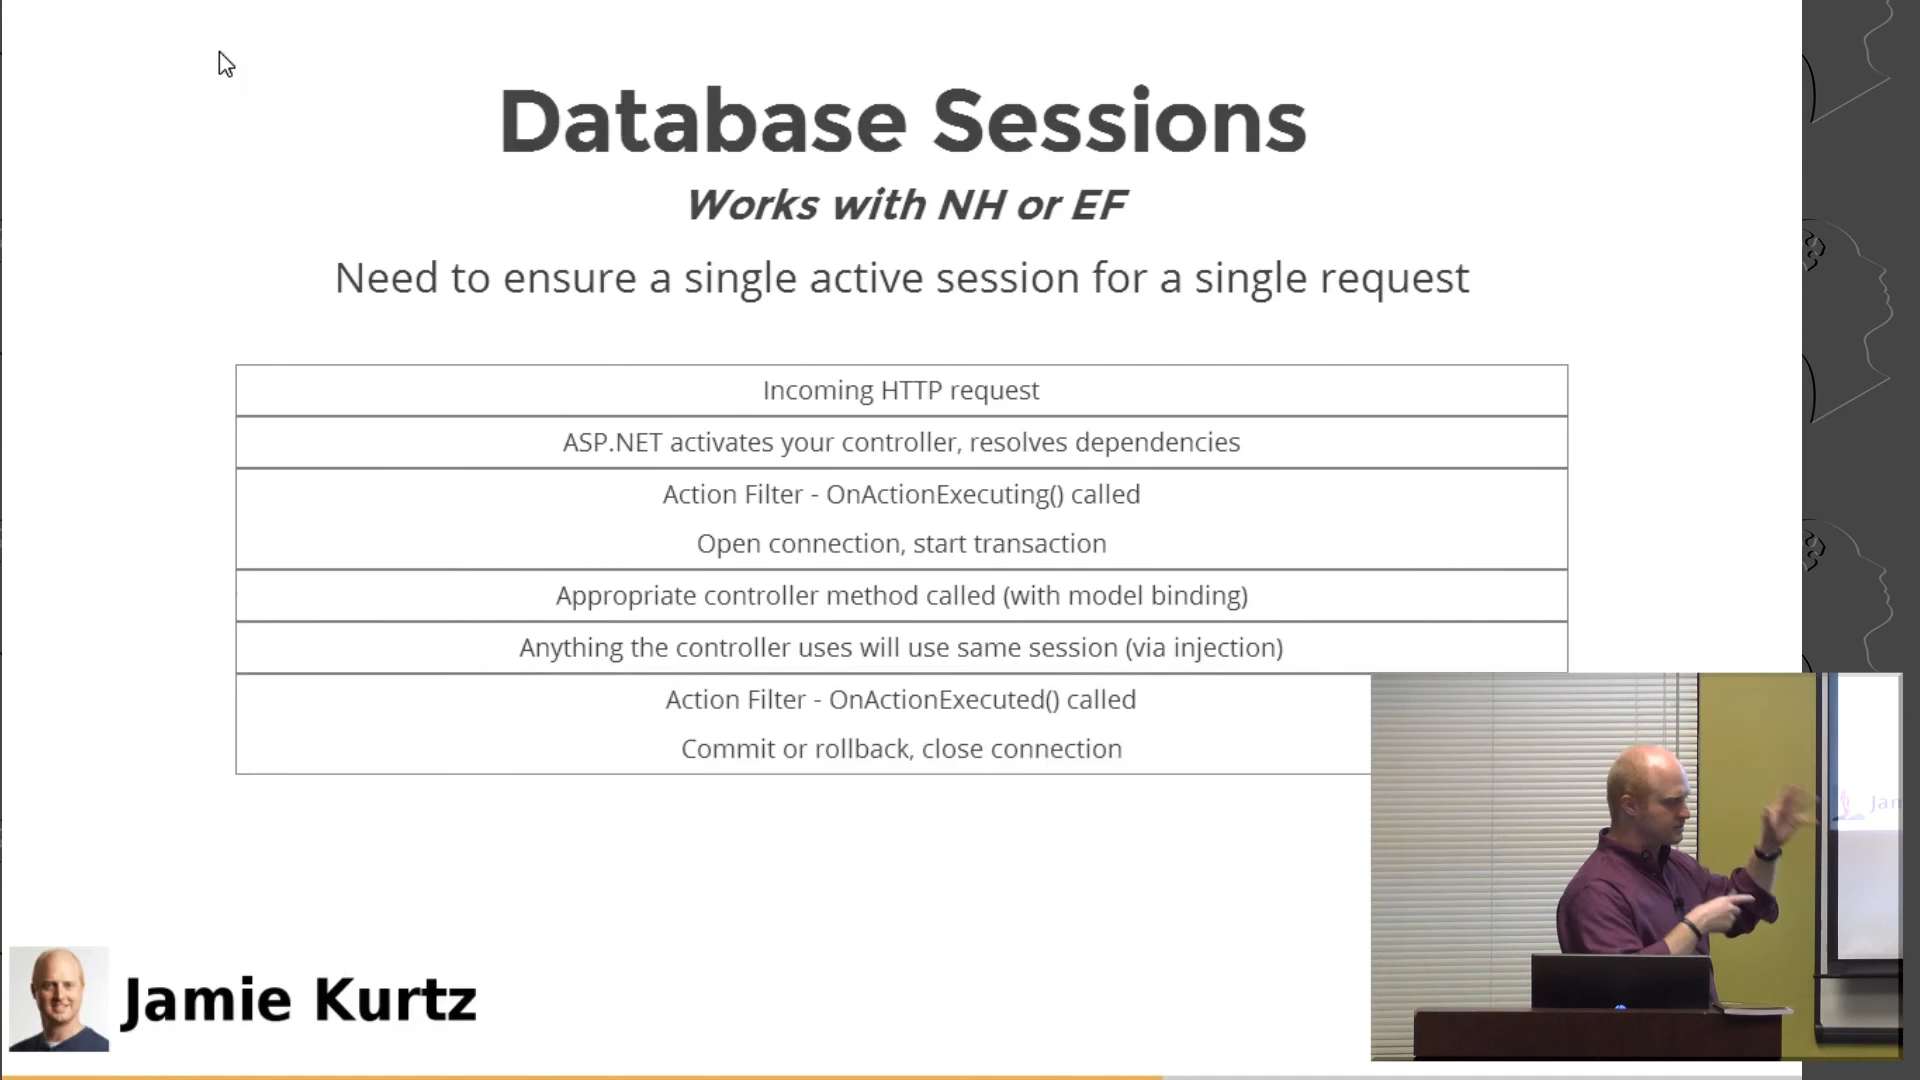 Database Sessions
Works with NH or EF
Need to ensure a single active session for a single request
Incoming HTTP request
ASP.NET activates your controller, resolves dependencies
Action Filter - OnActionExecuting() called
Open connection, start transaction
Appropriate controller method called (with model binding)
Anything the controller uses will use same session (via injection)
Action Filter - OnActionExecuted() called
Commit or rollback, close connection
Jam
Jamie Kurtz